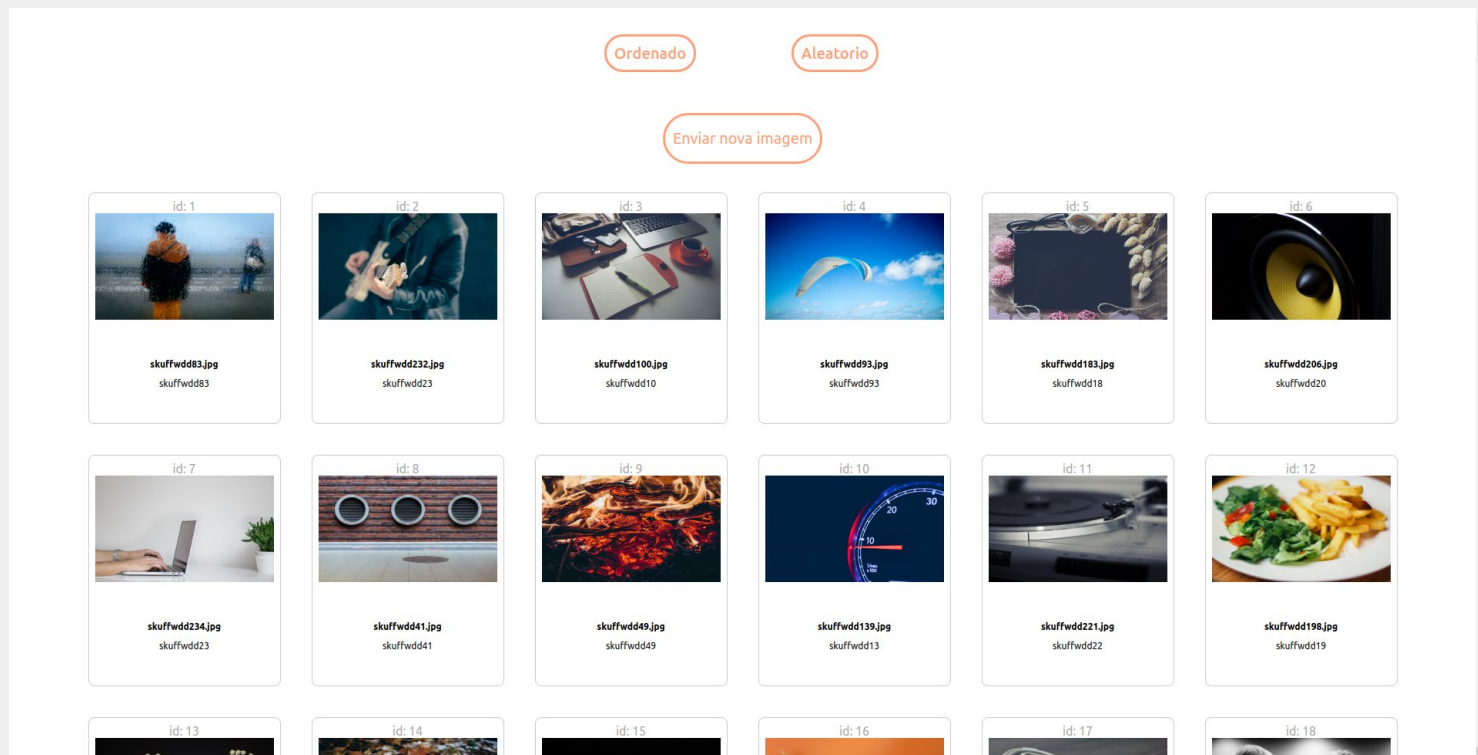 Ordenado Aleatorio
Enviar nova imagem
id: 1 id: 2 id: 3 id: 4 id: 5 id: 6
skuffwdd83.jpg skuffwdd232.jpg skuffwdd100.jpg skuffwdd93.jpg skuffwdd183.jpg skuffwdd206.jpg
skuffwdd83 skuffwdd23 skuffwdd10 skuffwdd93 skuffwdd18 skuffwdd20
id: 7 id: 8 id: 9 id: 10 id: 11 id: 12
30
20
10
skuffwdd234.jpg skuffwdd41.jpg skuffwdd49.jpg skuffwdd139.jpg skuffwdd221.jpg skuffwdd198.jpg
skuffwdd23 skuffwdd41 skuffwdd49 skuffwdd13 skuffwdd22 skuffwdd19
id: 13 id: 14 id: 15 id: 16 id: 17 id: 18